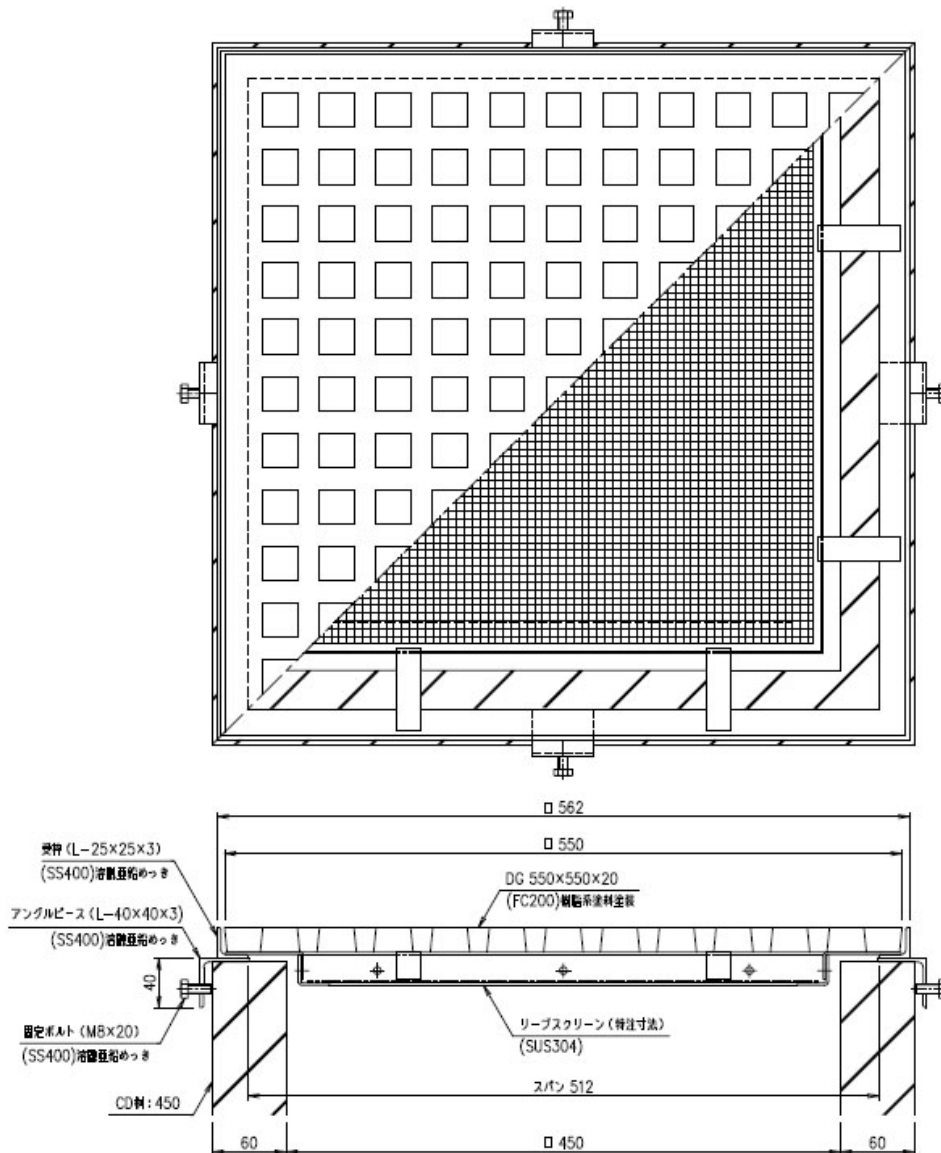 □ 562
□ 550
受枠 (L-25×25×3)
(SS400)溶融亜鉛めっき
DG 550×550×20
(FC200)樹脂系塗料塗装
アングルピース (L-40×40×3)
(SS400)溶融亜鉛めっき
40
固定ボルト (M8×20)
(SS400)溶融亜鉛めっき
リーブスクリーン (特注寸法)
(SUS304)
スパン 512
CD桝: 450
60
□ 450
60